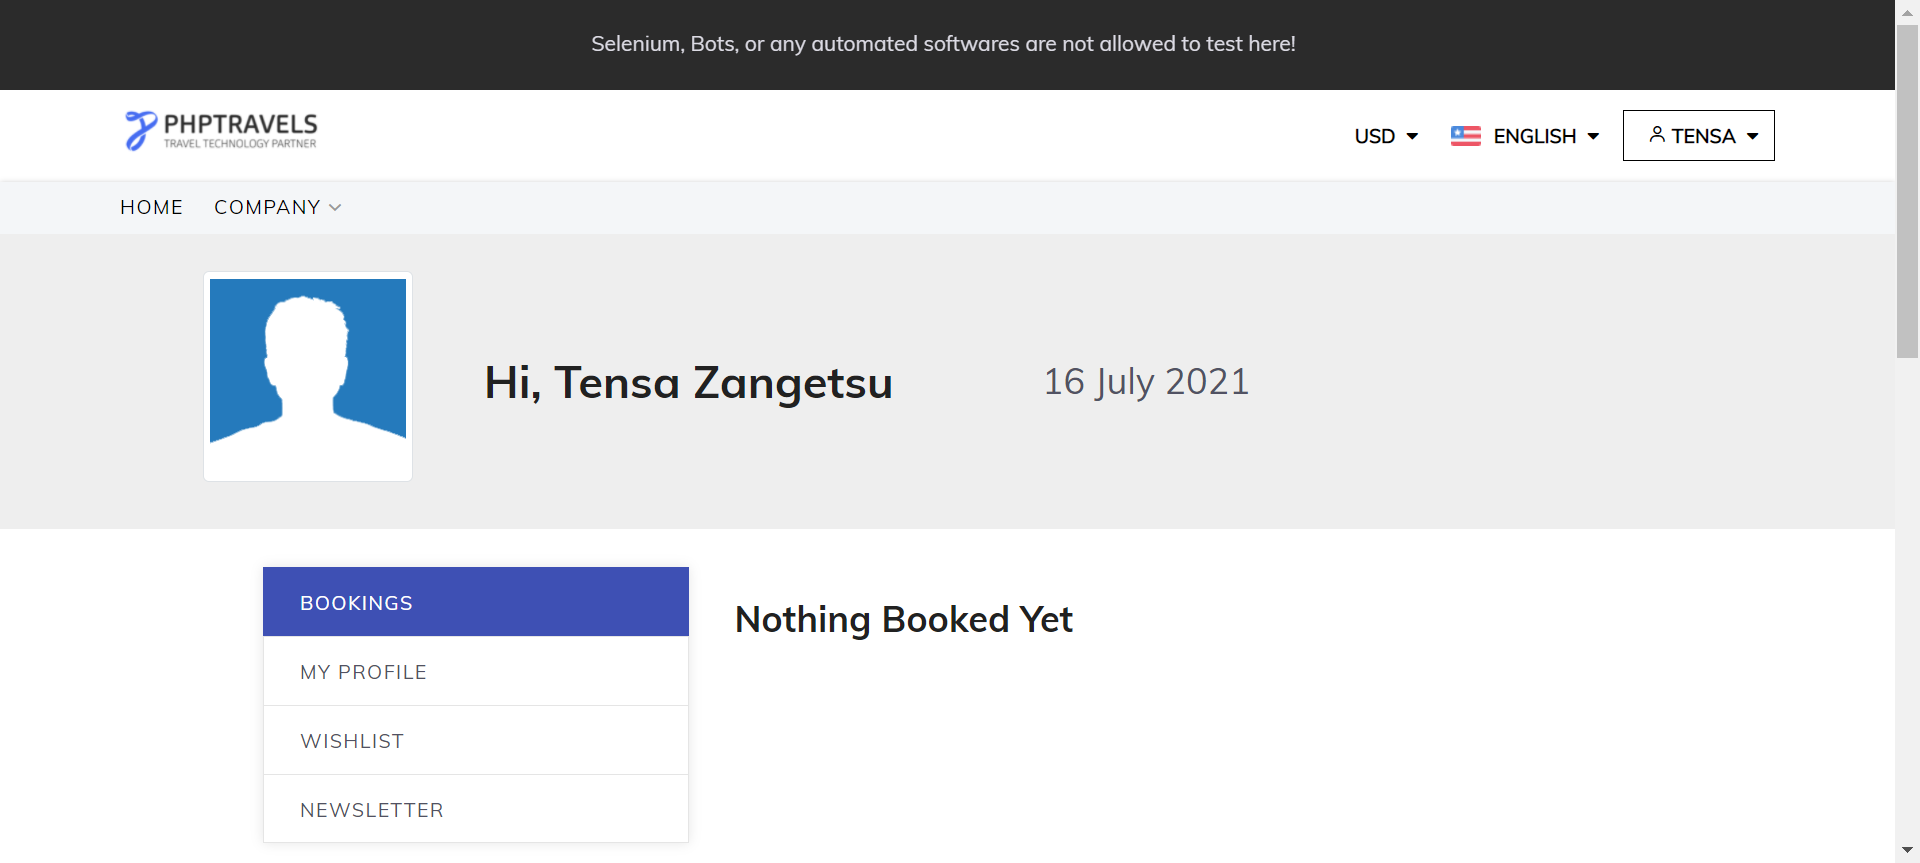 Selenium, Bots, or any automated softwares are not allowed to test here!
PHPTRAVELS
TRAVEL TECHNOLOGY PARTNER
USD
ENGLISH
TENSA
HOME
COMPANY
Hi, Tensa Zangetsu
16 July 2021
BOOKINGS
MY PROFILE
WISHLIST
NEWSLETTER
Nothing Booked Yet